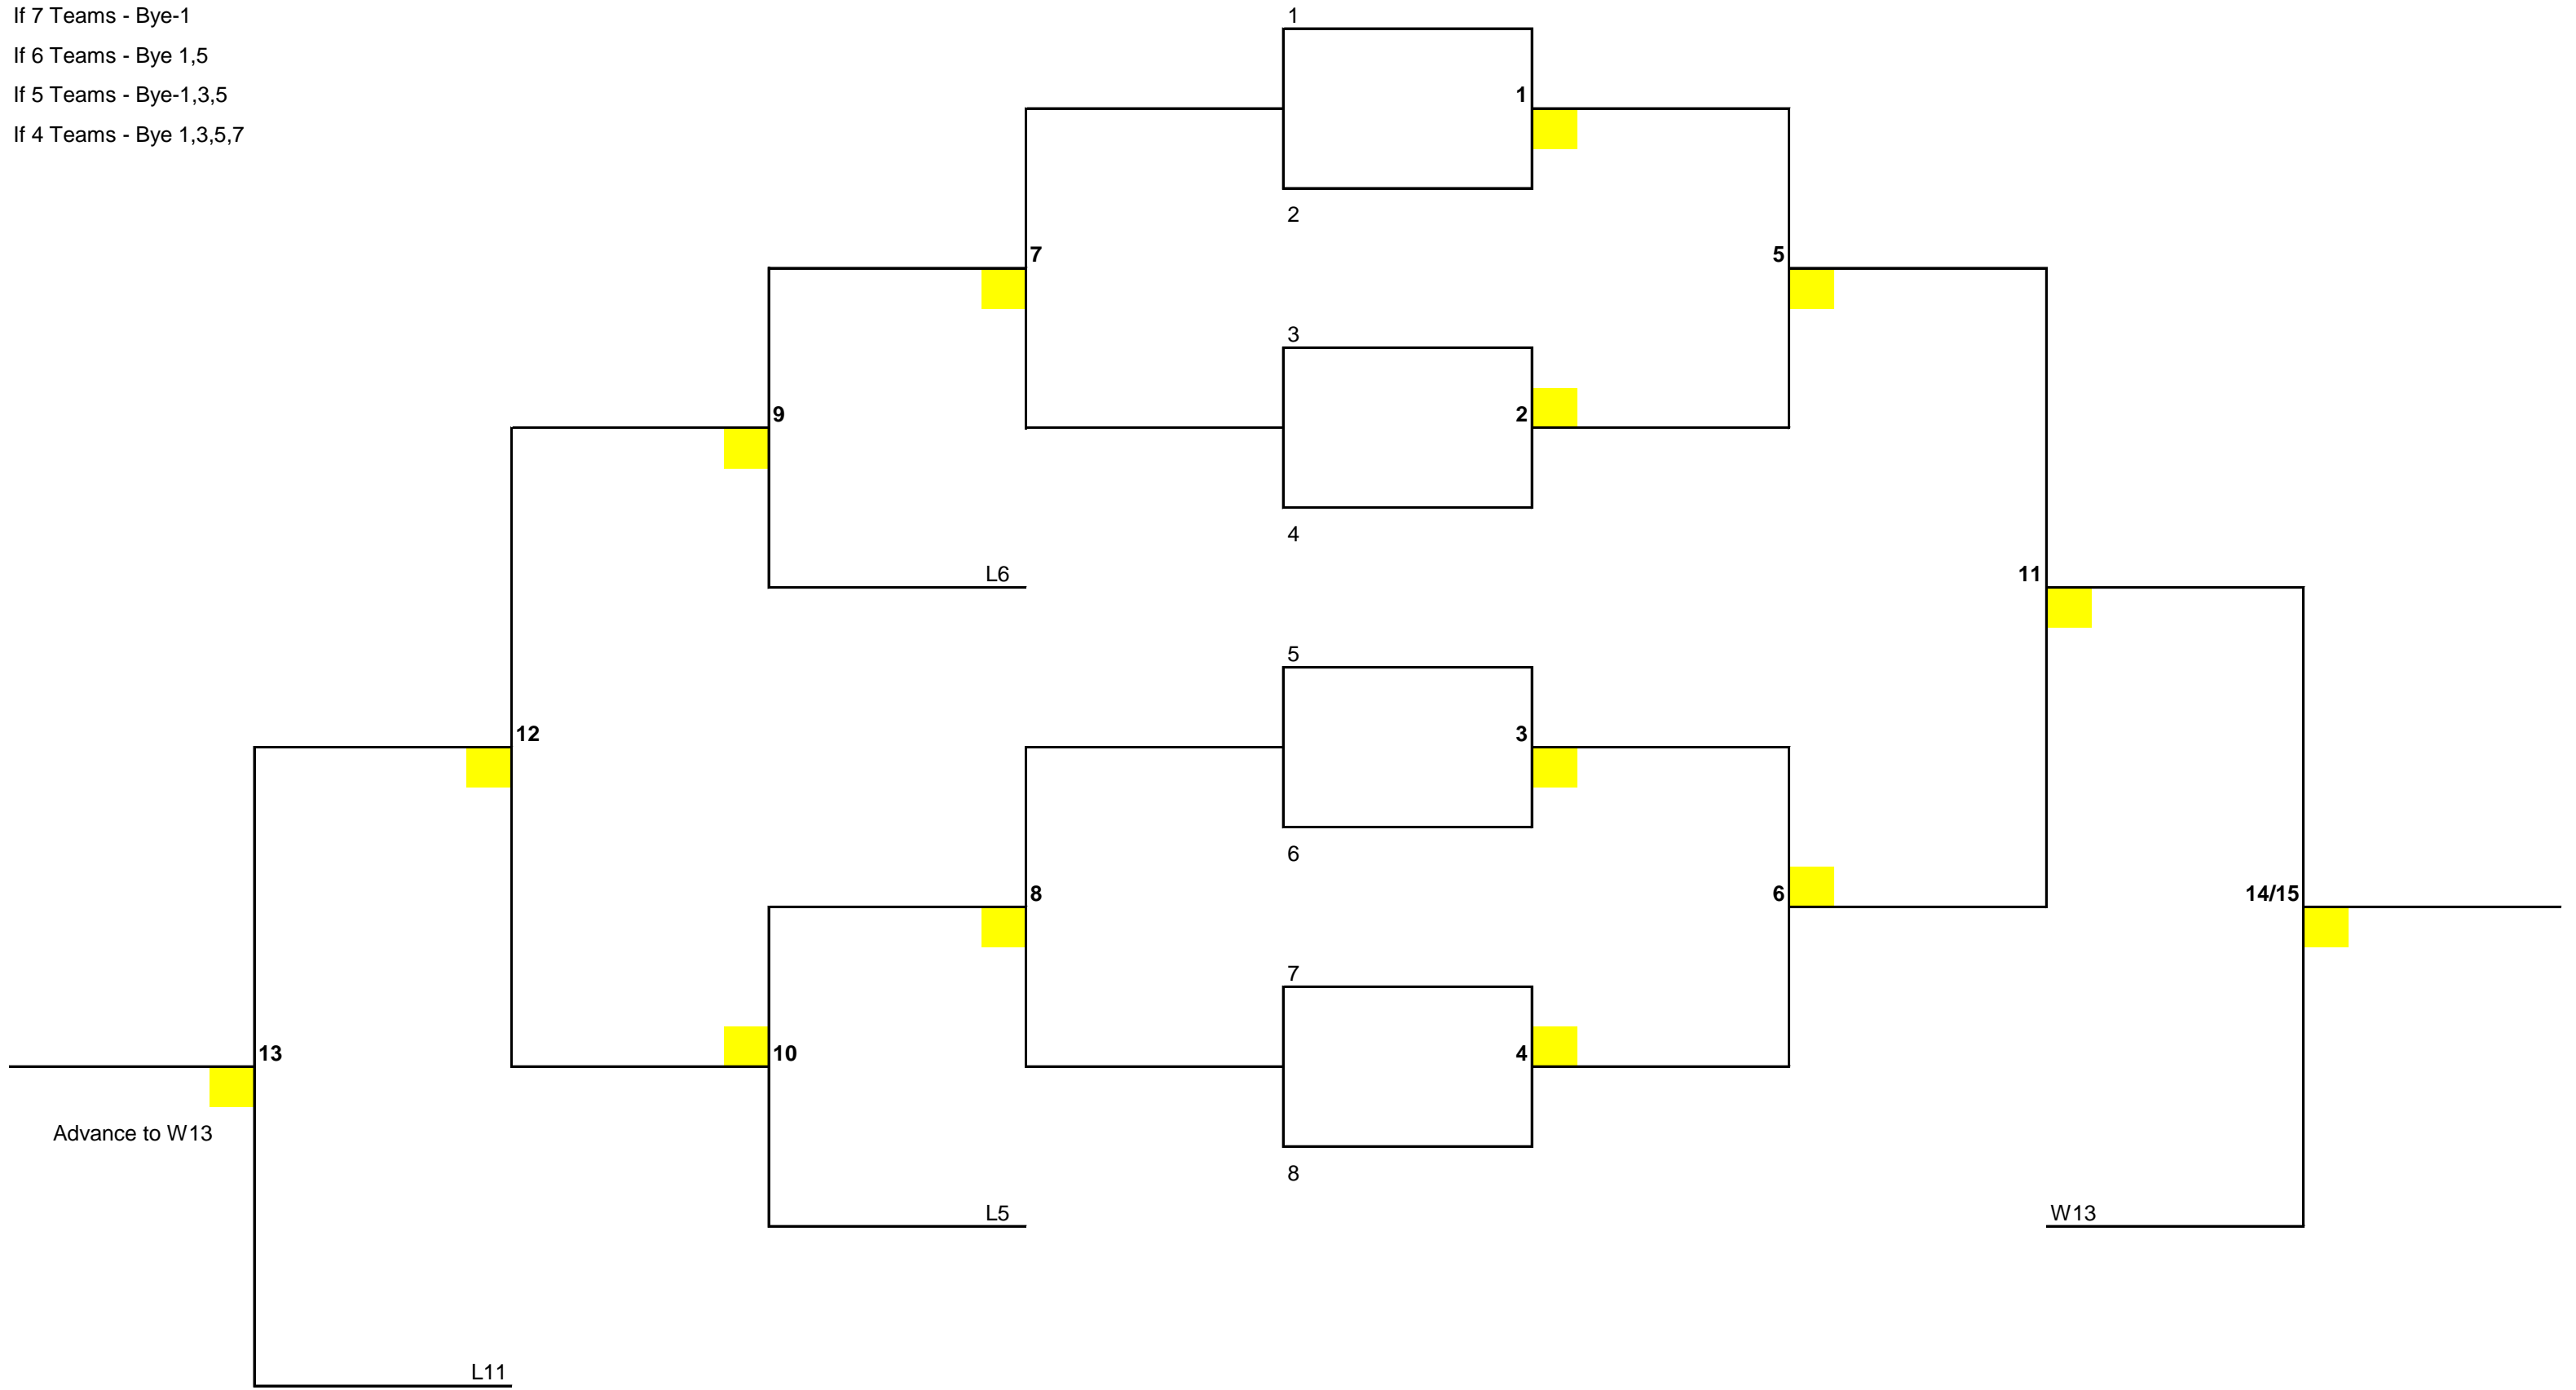 If 7 Teams - Bye-1
1
If 6 Teams - Bye 1,5
If 5 Teams - Bye-1,3,5
1
If 4 Teams - Bye 1,3,5,7
2
7
5
3
9
2
4
L6
11
5
12
3
6
8
6
14/15
7
13
10
4
Advance to W13
8
L5
W13
L11